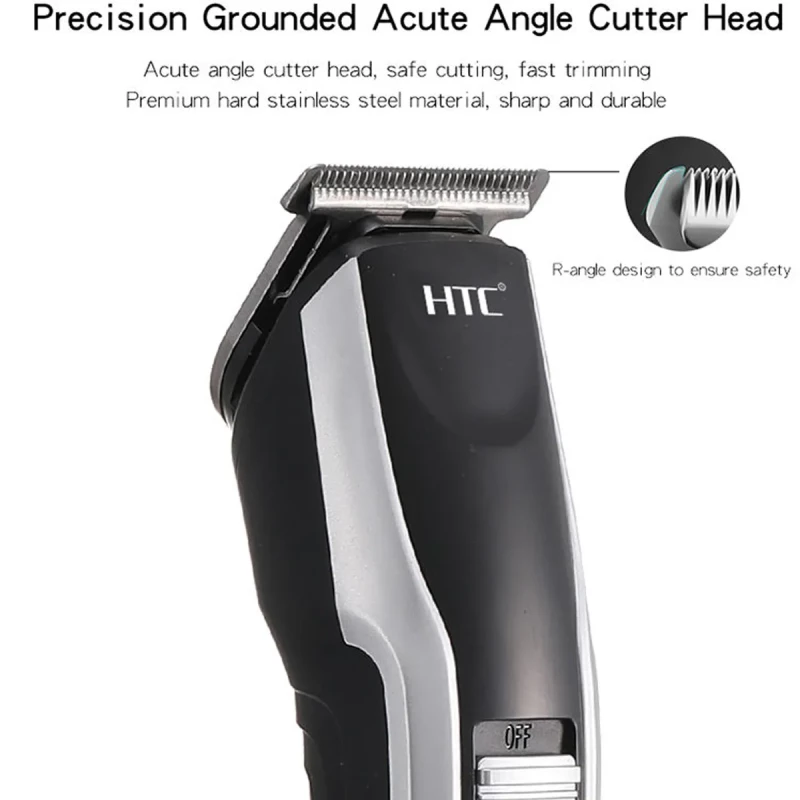 Precision Grounded Acute Angle Cutter Head
Acute angle cutter head, safe cutting, fast trimming
Premium hard stainless steel material, sharp and durable
R-angle design to ensure safety
HTC®
OFF